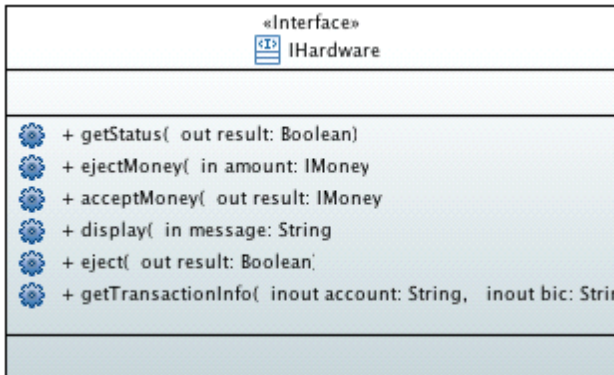 «Interface»
IHardware
+ getStatus( out result: Boolean)
+ ejectMoney( in amount: IMoney
+ acceptMoney( out result: IMoney
+ display( in message: String
+ eject( out result: Boolean)
+ getTransactionInfo( inout account: String, inout bic: